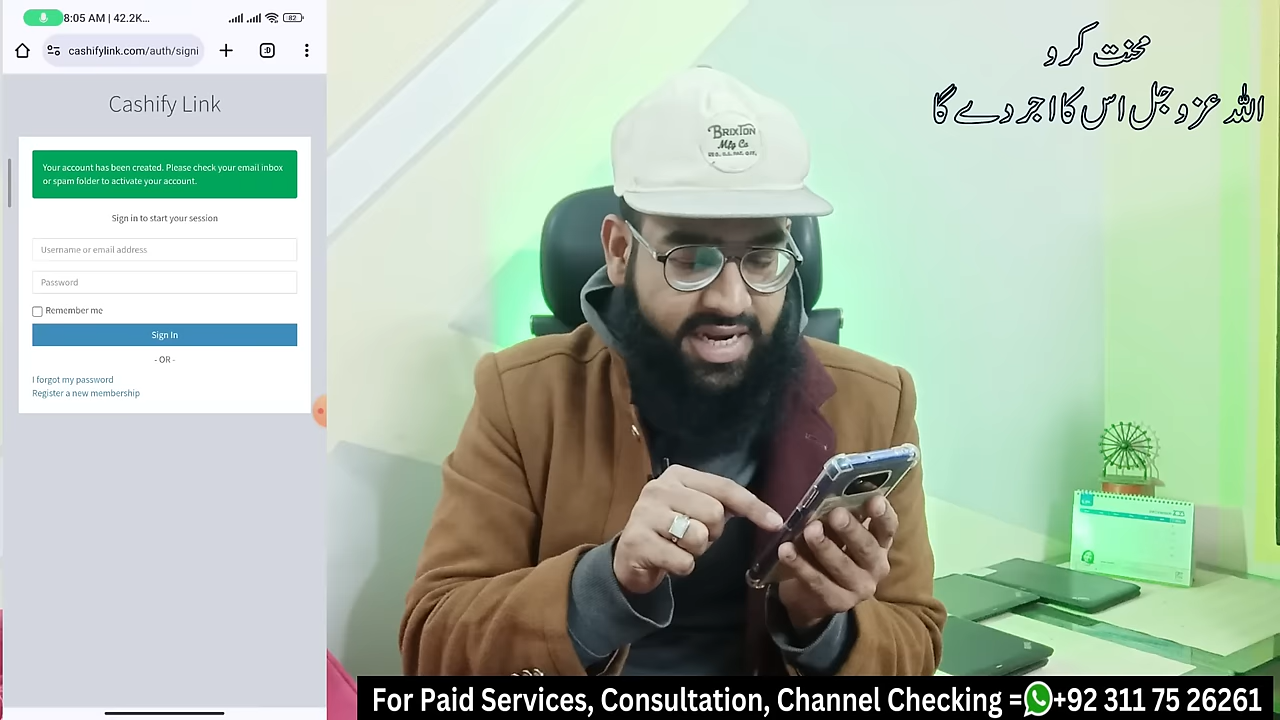 8:05 AM | 42.2K...
82
cashifylink.com/auth/signi
:D
Cashify Link
Your account has been created. Please check your email inbox
or spam folder to activate your account.
Sign in to start your session
Username or email address
Password
Remember me
Sign In
- OR -
I forgot my password
Register a new membership
محنت کرو
اللہ عزوجل اس کا اجر دے گا
BRIXTON
Mfg Co
For Paid Services, Consultation, Channel Checking =
+92 311 75 26261